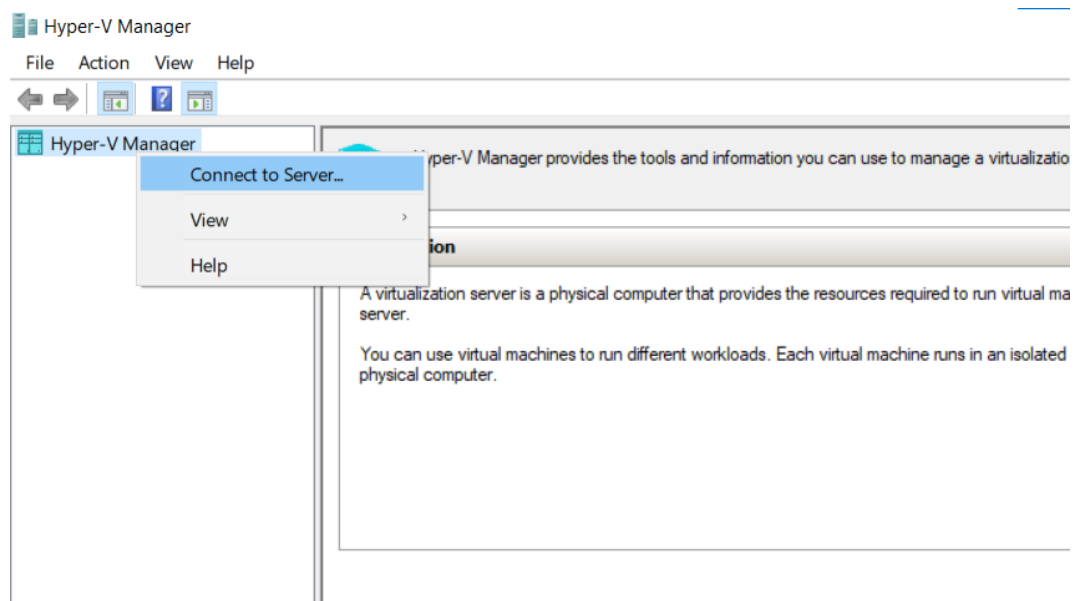 Hyper-V Manager
File Action View Help
Hyper-V Manager
Connect to Server...
View
Help
yper-V Manager provides the tools and information you can use to manage a virtualizatio
ion
A virtualization server is a physical computer that provides the resources required to run virtual ma
server.
You can use virtual machines to run different workloads. Each virtual machine runs in an isolated
physical computer.